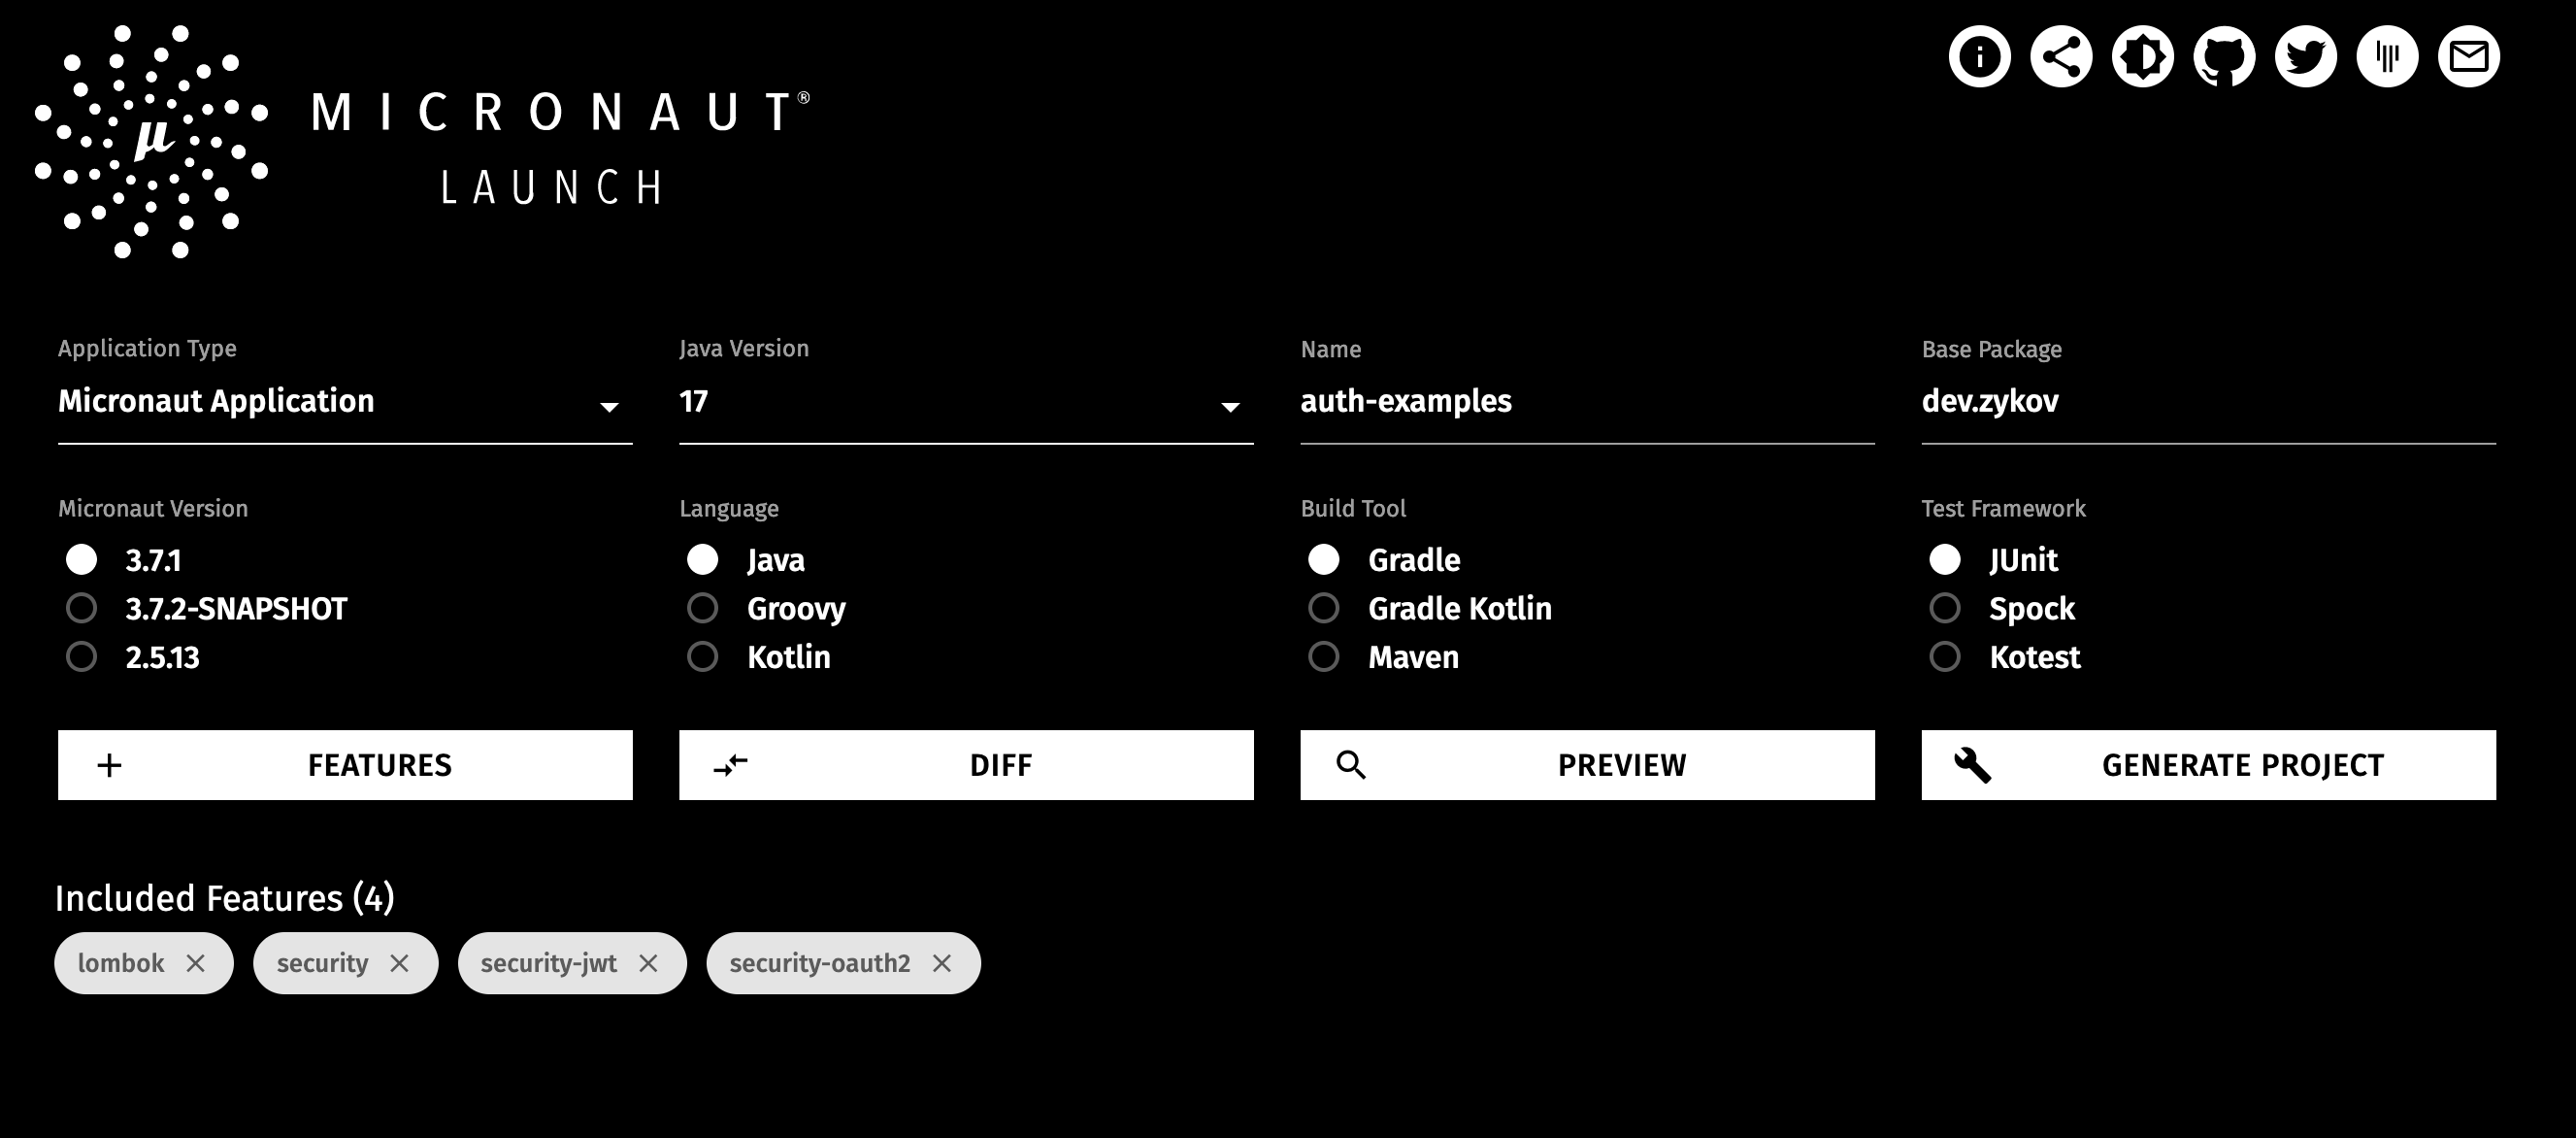 MICRONAUT®
LAUNCH
µ
Application Type
Micronaut Application
Java Version
17
Name
auth-examples
Base Package
dev.zykov
Micronaut Version
3.7.1
3.7.2-SNAPSHOT
2.5.13
Language
Java
Groovy
Kotlin
Build Tool
Gradle
Gradle Kotlin
Maven
Test Framework
JUnit
Spock
Kotest
FEATURES
DIFF
PREVIEW
GENERATE PROJECT
Included Features (4)
lombok
security
security-jwt
security-oauth2